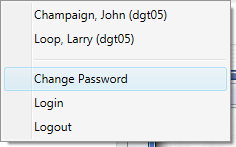 Champaign, John (dgt05)
Loop, Larry (dgt05)
Change Password
Login
Logout